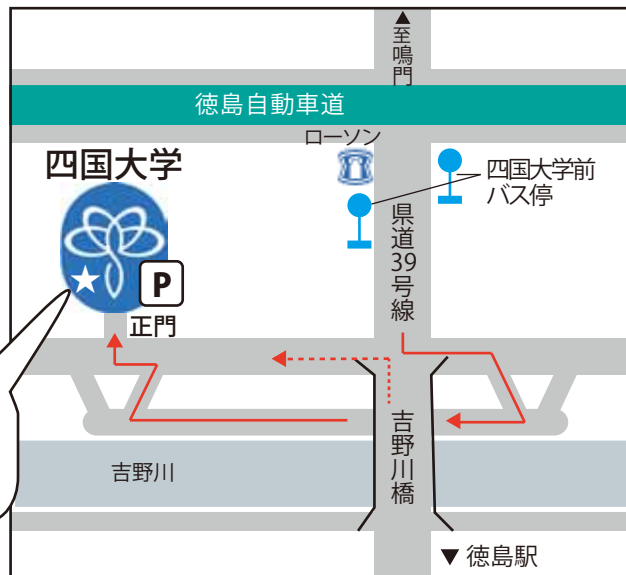 ▲至鳴門
徳島自動車道
ローソン
四国大学
四国大学前
バス停
県道39号線
P
正門
吉野川
吉野川橋
▼徳島駅